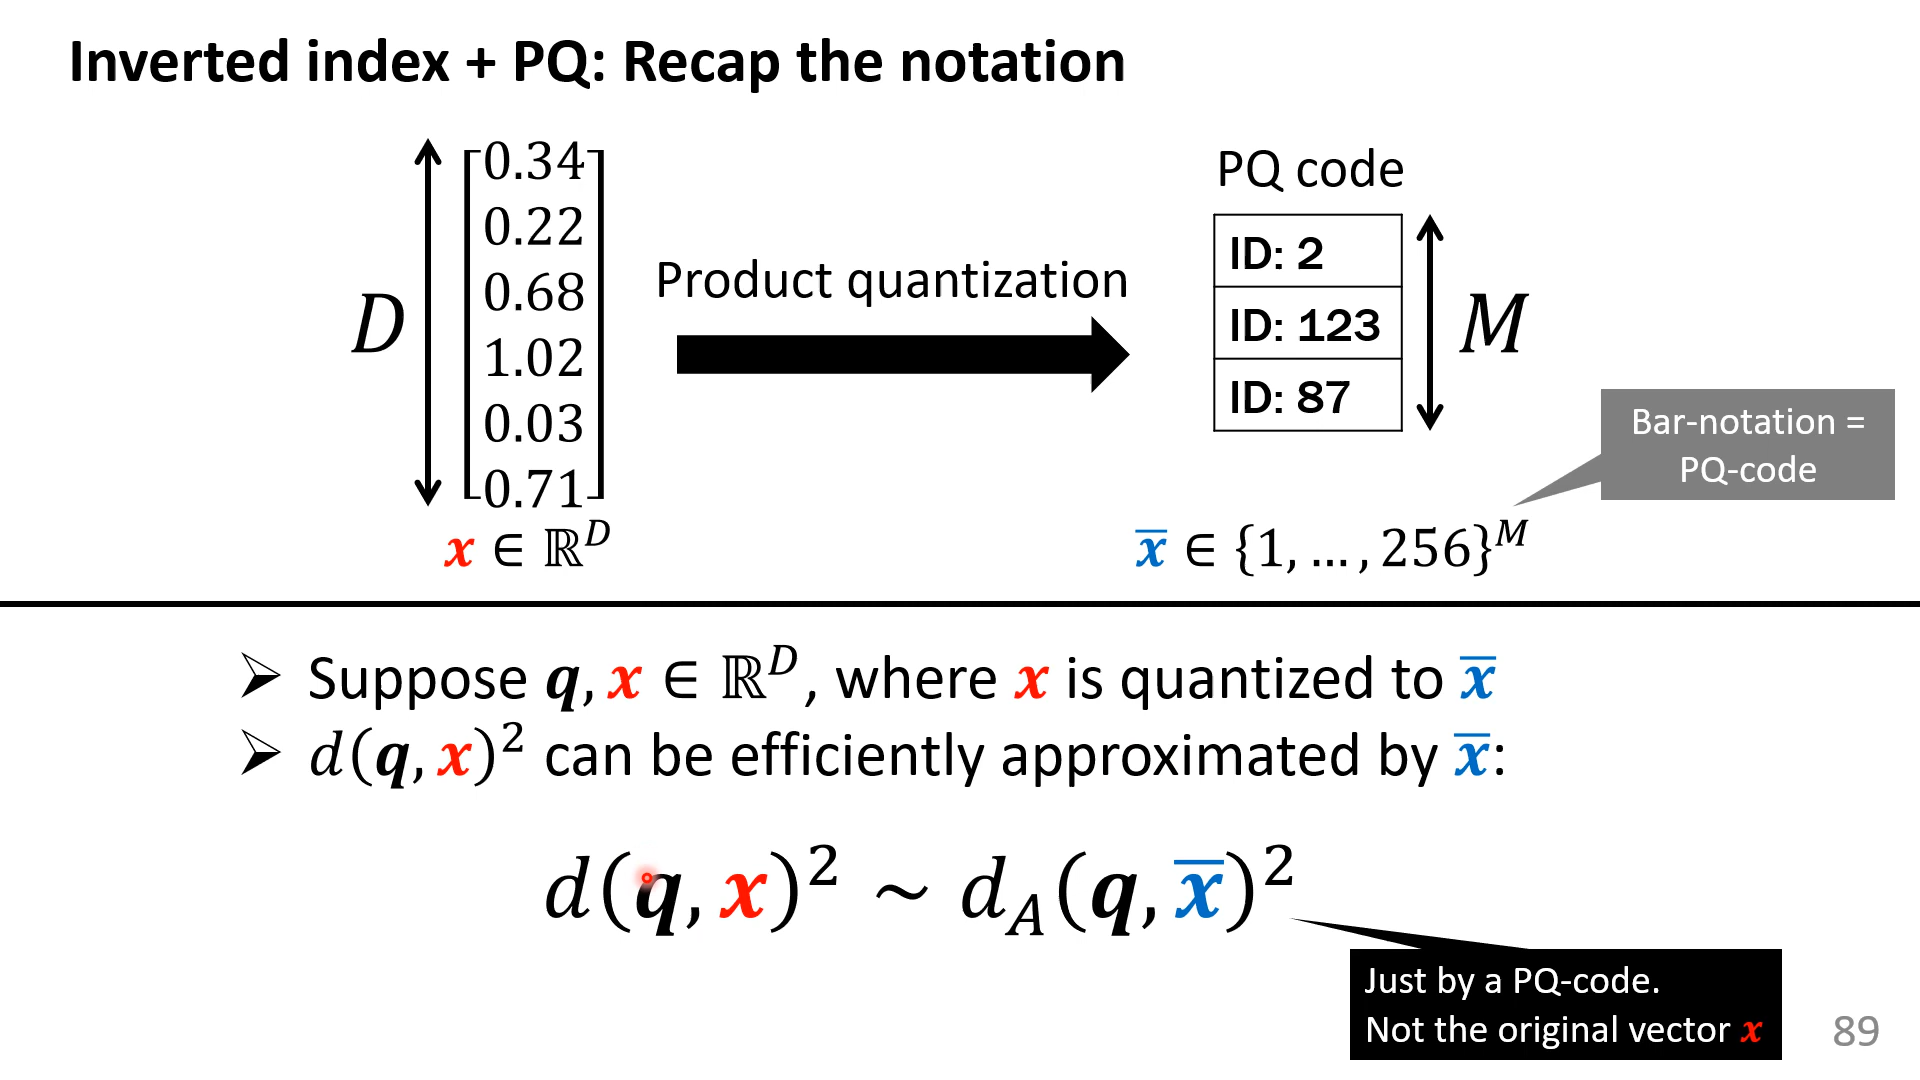 Inverted index + PQ: Recap the notation
D
0.34
0.22
0.68
1.02
0.03
0.71
x ∈ ℝ^D
Product quantization
PQ code
ID: 2
ID: 123
ID: 87
M
Bar-notation =
PQ-code
x̅ ∈ {1, … , 256}^M
➢ Suppose q, x ∈ ℝ^D, where x is quantized to x̅
➢ d(q, x)² can be efficiently approximated by x̅:
d(q, x)² ~ d_A(q, x̅)²
Just by a PQ-code.
Not the original vector x
89